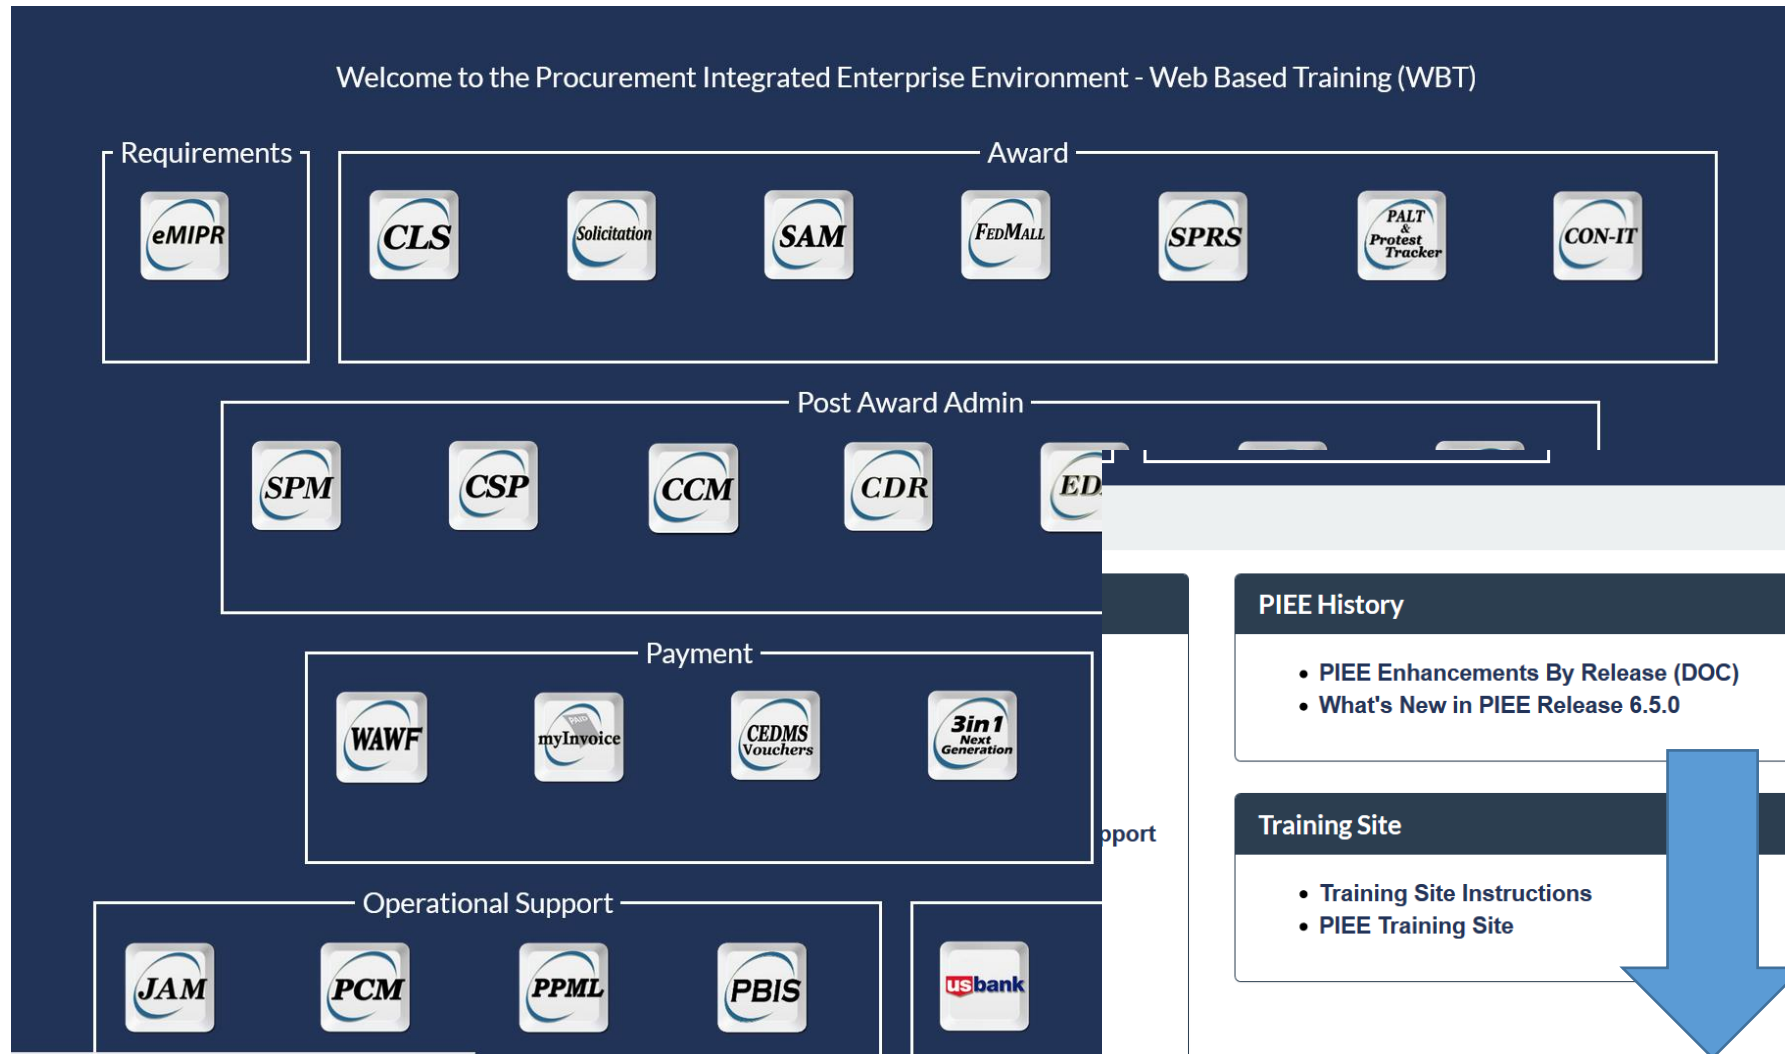 Welcome to the Procurement Integrated Enterprise Environment - Web Based Training (WBT)
Requirements
Award
eMIPR
CLS
Solicitation
SAM
FEDMALL
SPRS
PALT
&
Protest
Tracker
CON-IT
Post Award Admin
SPM
CSP
CCM
CDR
ED
Payment
WAWF
PAID
myInvoice
CEDMS
Vouchers
3in1
Next
Generation
Operational Support
JAM
PCM
PPML
PBIS
usbank
pport
PIEE History
• PIEE Enhancements By Release (DOC)
• What's New in PIEE Release 6.5.0
Training Site
• Training Site Instructions
• PIEE Training Site